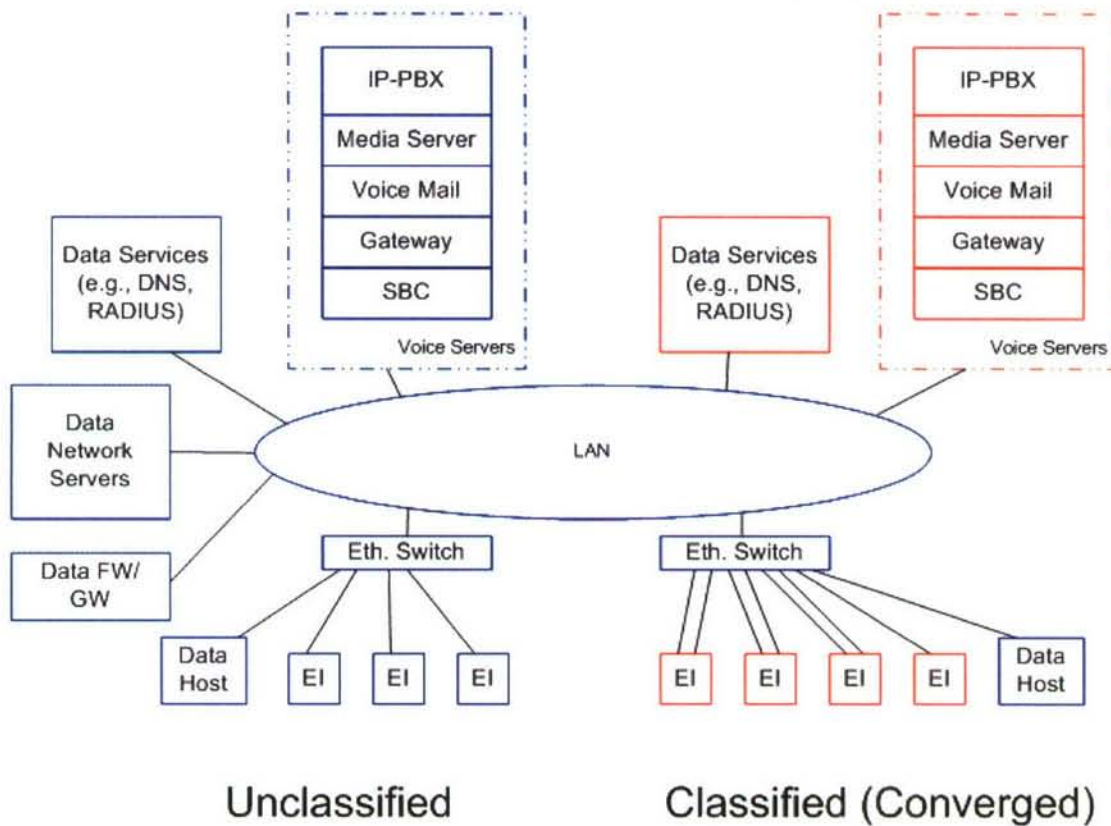 IP-PBX
Media Server
Voice Mail
Gateway
SBC
Voice Servers
Data Services
(e.g., DNS,
RADIUS)
Data
Network
Servers
Data FW/
GW
IP-PBX
Media Server
Voice Mail
Gateway
SBC
Voice Servers
Data Services
(e.g., DNS,
RADIUS)
LAN
Eth. Switch
Data
Host
EI
EI
EI
Eth. Switch
EI
EI
EI
EI
Data
Host
Unclassified
Classified (Converged)